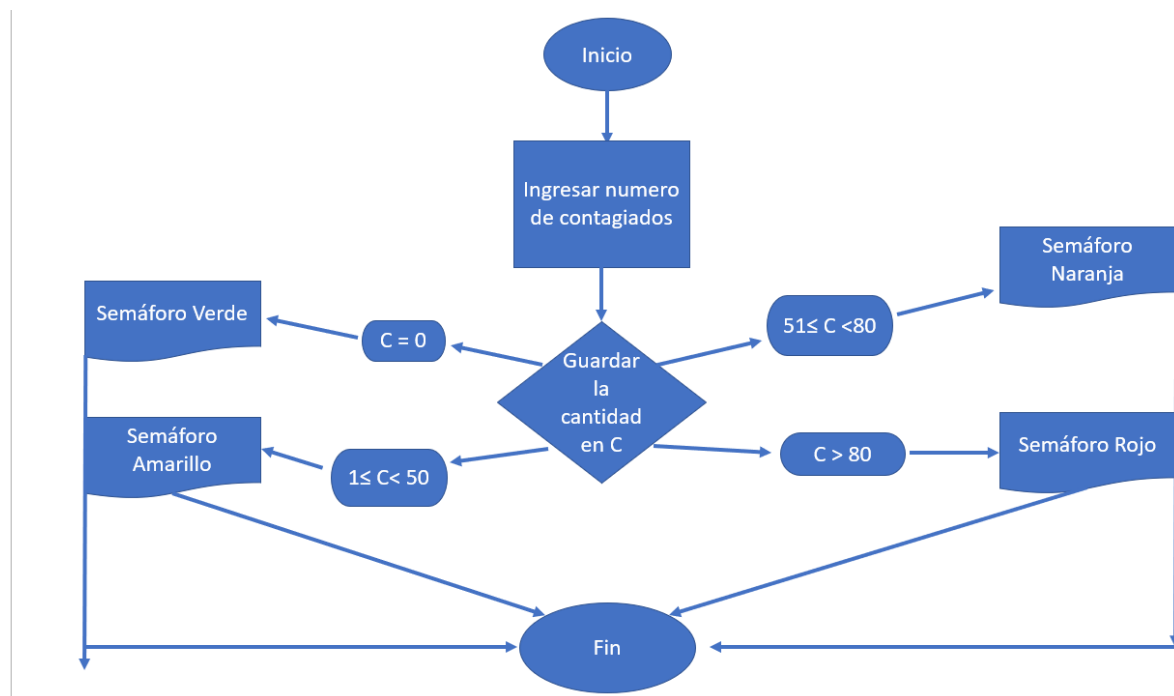 Inicio
Ingresar numero
de contagiados
Semáforo
Naranja
Semáforo Verde
C = 0
51≤ C <80
Guardar
la
cantidad
en C
Semáforo
Amarillo
1≤ C< 50
C > 80
Semáforo Rojo
Fin